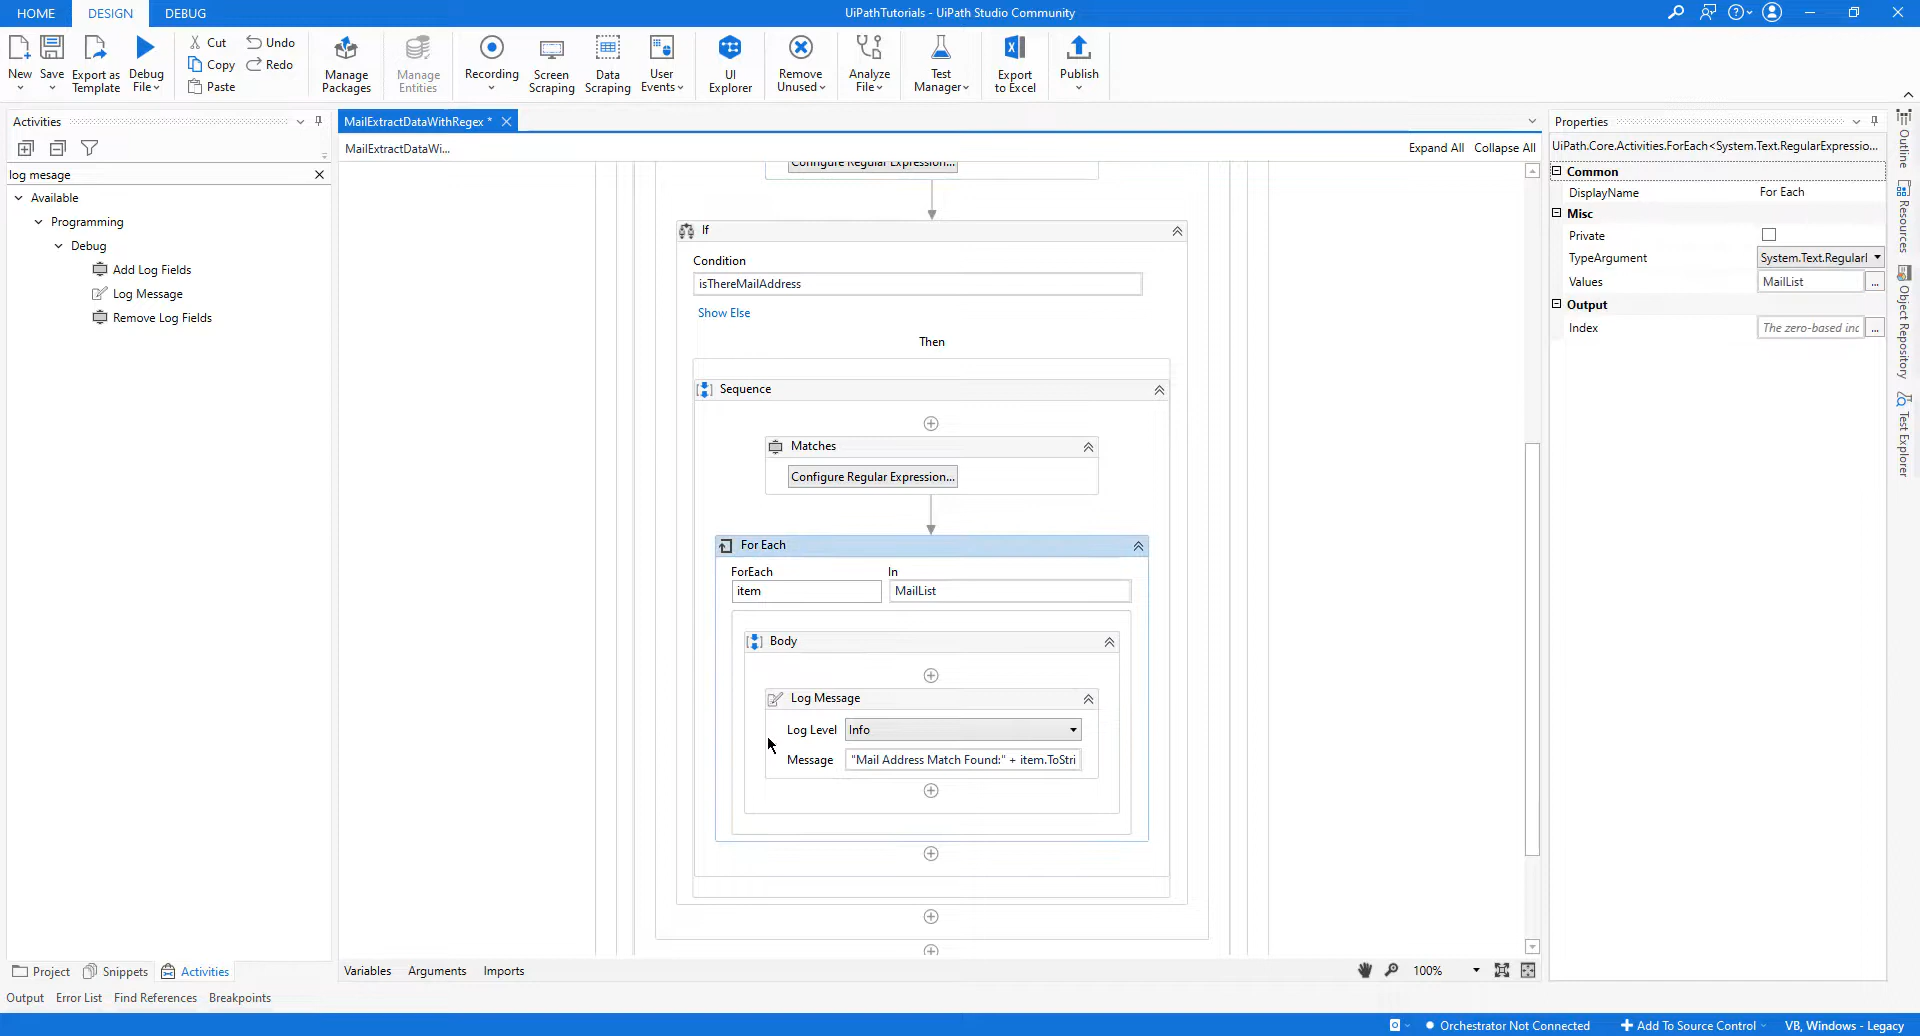 HOME DESIGN DEBUG
UiPathTutorials - UiPath Studio Community
New Save Export as Template Debug File
Cut Copy Paste Undo Redo
Manage Packages Manage Entities
Recording Screen Scraping Data Scraping User Events
UI Explorer Remove Unused Analyze File Test Manager Export to Excel Publish
Activities
log mesage
Available
Programming
Debug
Add Log Fields
Log Message
Remove Log Fields
Project Snippets Activities
MailExtractDataWithRegex *
MailExtractDataWi...
Expand All Collapse All
Configure Regular Expression...
If
Condition
isThereMailAddress
Show Else
Then
Sequence
Matches
Configure Regular Expression...
For Each
ForEach In
item MailList
Body
Log Message
Log Level Info
Message "Mail Address Match Found:" + item.ToStri
Variables Arguments Imports
100%
Properties
UiPath.Core.Activities.ForEach<System.Text.RegularExpressio...
Common
DisplayName For Each
Misc
Private
TypeArgument System.Text.Regularl
Values MailList ...
Output
Index The zero-based inc ...
Outline
Resources
Object Repository
Test Explorer
Output Error List Find References Breakpoints
Orchestrator Not Connected Add To Source Control VB, Windows - Legacy